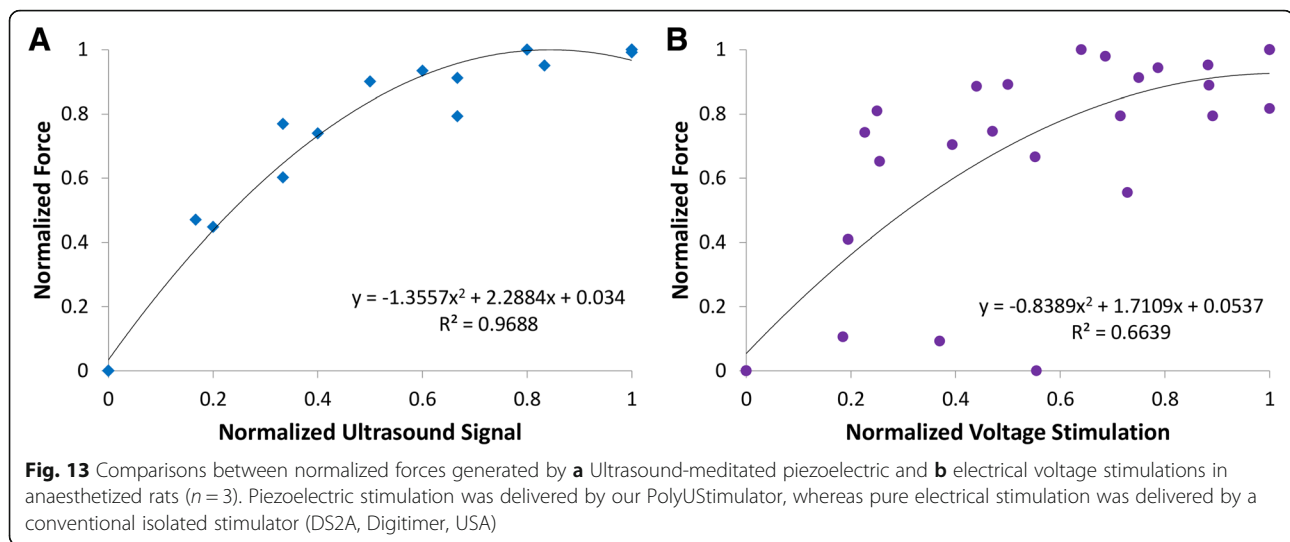 A
1
0.8
0.6
0.4
0.2
0
Normalized Force
y = -1.3557x² + 2.2884x + 0.034
R² = 0.9688
0 0.2 0.4 0.6 0.8 1
Normalized Ultrasound Signal
B
1
0.8
0.6
0.4
0.2
0
Normalized Force
y = -0.8389x² + 1.7109x + 0.0537
R² = 0.6639
0 0.2 0.4 0.6 0.8 1
Normalized Voltage Stimulation
Fig. 13 Comparisons between normalized forces generated by a Ultrasound-meditated piezoelectric and b electrical voltage stimulations in
anaesthetized rats (n = 3). Piezoelectric stimulation was delivered by our PolyUStimulator, whereas pure electrical stimulation was delivered by a
conventional isolated stimulator (DS2A, Digitimer, USA)